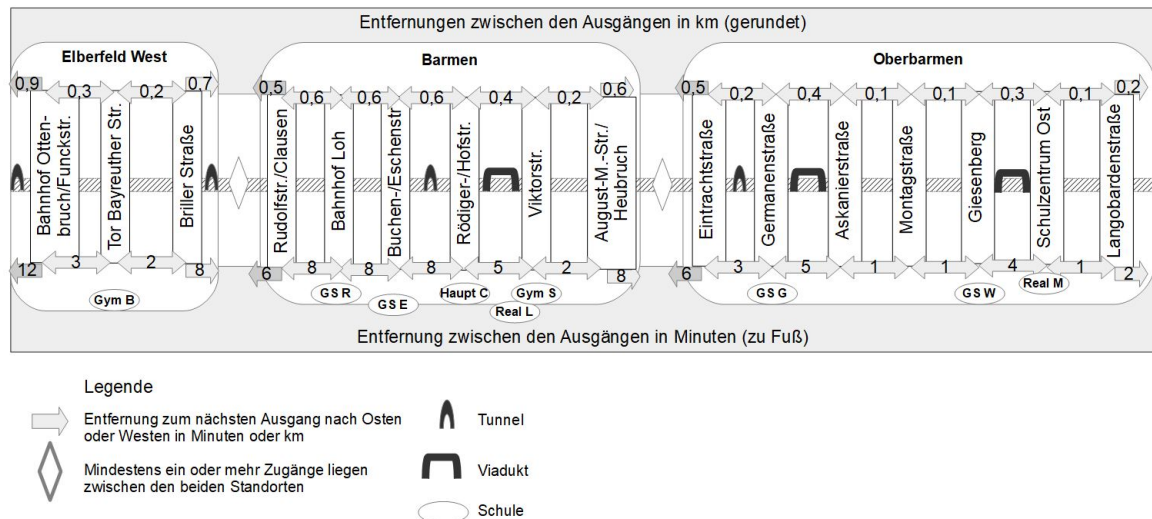 Entfernungen zwischen den Ausgängen in km (gerundet)
Elberfeld West
Barmen
Oberbarmen
0,9
0,3
0,2
0,7
0,5
0,6
0,6
0,6
0,4
0,2
0,6
0,5
0,2
0,4
0,1
0,1
0,3
0,1
0,2
Bahnhof Otten-
bruch/Funckstr.
Tor Bayreuther Str.
Briller Straße
Rudolfstr./Clausen
Bahnhof Loh
Buchen-/Eschenstr
Rödiger-/Hofstr.
Viktorstr.
August-M.-Str./
Heubruch
Eintrachtstraße
Germanenstraße
Askanierstraße
Montagstraße
Giesenberg
Schulzentrum Ost
Langobardenstraße
12
3
2
8
6
8
8
8
5
2
8
6
3
5
1
1
4
1
2
Gym B
GS R
GS E
Haupt C
Real L
Gym S
GS G
GS W
Real M
Entfernung zwischen den Ausgängen in Minuten (zu Fuß)
Legende
Entfernung zum nächsten Ausgang nach Osten
oder Westen in Minuten oder km
Mindestens ein oder mehr Zugänge liegen
zwischen den beiden Standorten
Tunnel
Viadukt
Schule